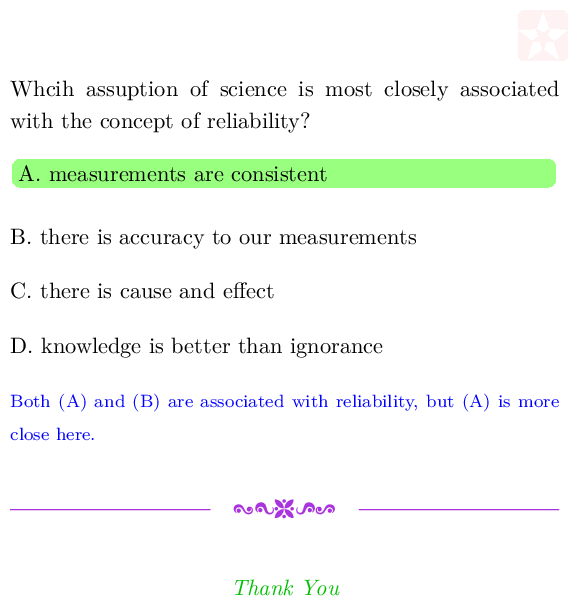 Whcih assuption of science is most closely associated
with the concept of reliability?
A. measurements are consistent
B. there is accuracy to our measurements
C. there is cause and effect
D. knowledge is better than ignorance
Both (A) and (B) are associated with reliability, but (A) is more
close here.
Thank You